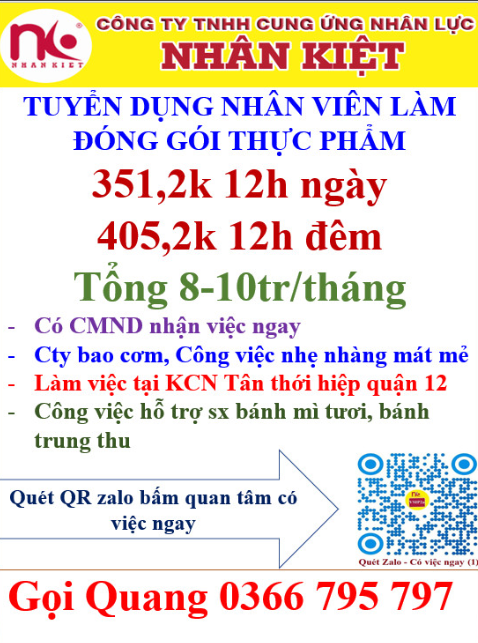 nk ®
NHÂN KIỆT
CÔNG TY TNHH CUNG ỨNG NHÂN LỰC
NHÂN KIỆT
TUYỂN DỤNG NHÂN VIÊN LÀM
ĐÓNG GÓI THỰC PHẨM
351,2k 12h ngày
405,2k 12h đêm
Tổng 8-10tr/tháng
- Có CMND nhận việc ngay
- Cty bao cơm, Công việc nhẹ nhàng mát mẻ
- Làm việc tại KCN Tân thới hiệp quận 12
- Công việc hỗ trợ sx bánh mì tươi, bánh
trung thu
Quét QR zalo bấm quan tâm có
việc ngay
Quét Zalo - Có việc ngay (1)
Gọi Quang 0366 795 797